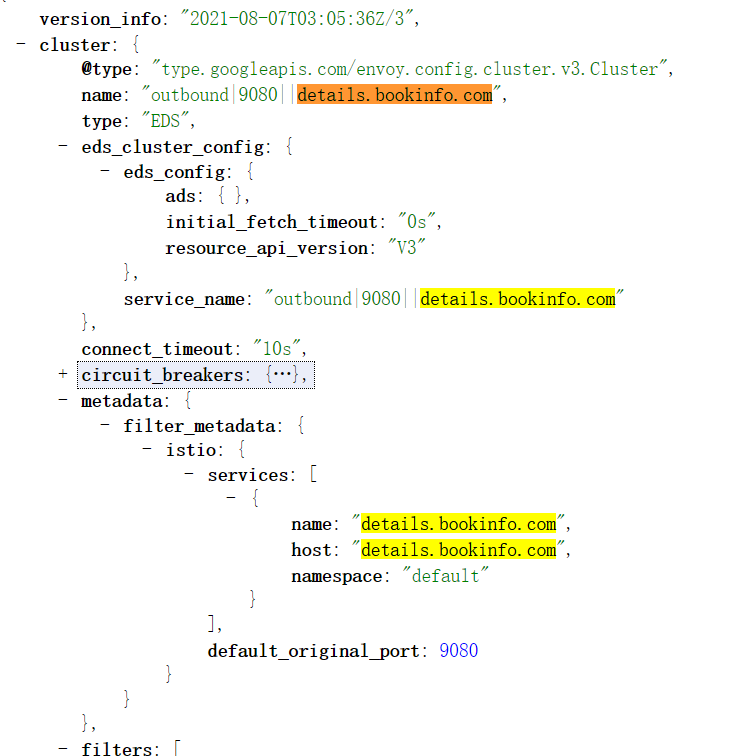 version_info: "2021-08-07T03:05:36Z/3",
- cluster: {
@type: "type.googleapis.com/envoy.config.cluster.v3.Cluster",
name: "outbound|9080||details.bookinfo.com",
type: "EDS",
- eds_cluster_config: {
- eds_config: {
ads: { },
initial_fetch_timeout: "0s",
resource_api_version: "V3"
},
service_name: "outbound|9080||details.bookinfo.com"
},
connect_timeout: "10s",
+ circuit_breakers: {…},
- metadata: {
- filter_metadata: {
- istio: {
- services: [
- {
name: "details.bookinfo.com",
host: "details.bookinfo.com",
namespace: "default"
}
],
default_original_port: 9080
}
}
},
- filters: [